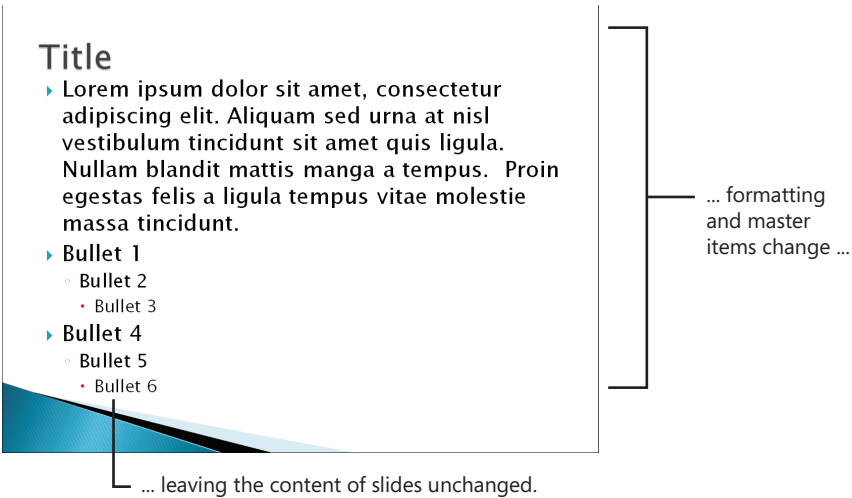 Title
Lorem ipsum dolor sit amet, consectetur
adipiscing elit. Aliquam sed urna at nisl
vestibulum tincidunt sit amet quis ligula.
Nullam blandit mattis manga a tempus.  Proin
egestas felis a ligula tempus vitae molestie
massa tincidunt.
Bullet 1
Bullet 2
Bullet 3
Bullet 4
Bullet 5
Bullet 6
... formatting
and master
items change ...
... leaving the content of slides unchanged.